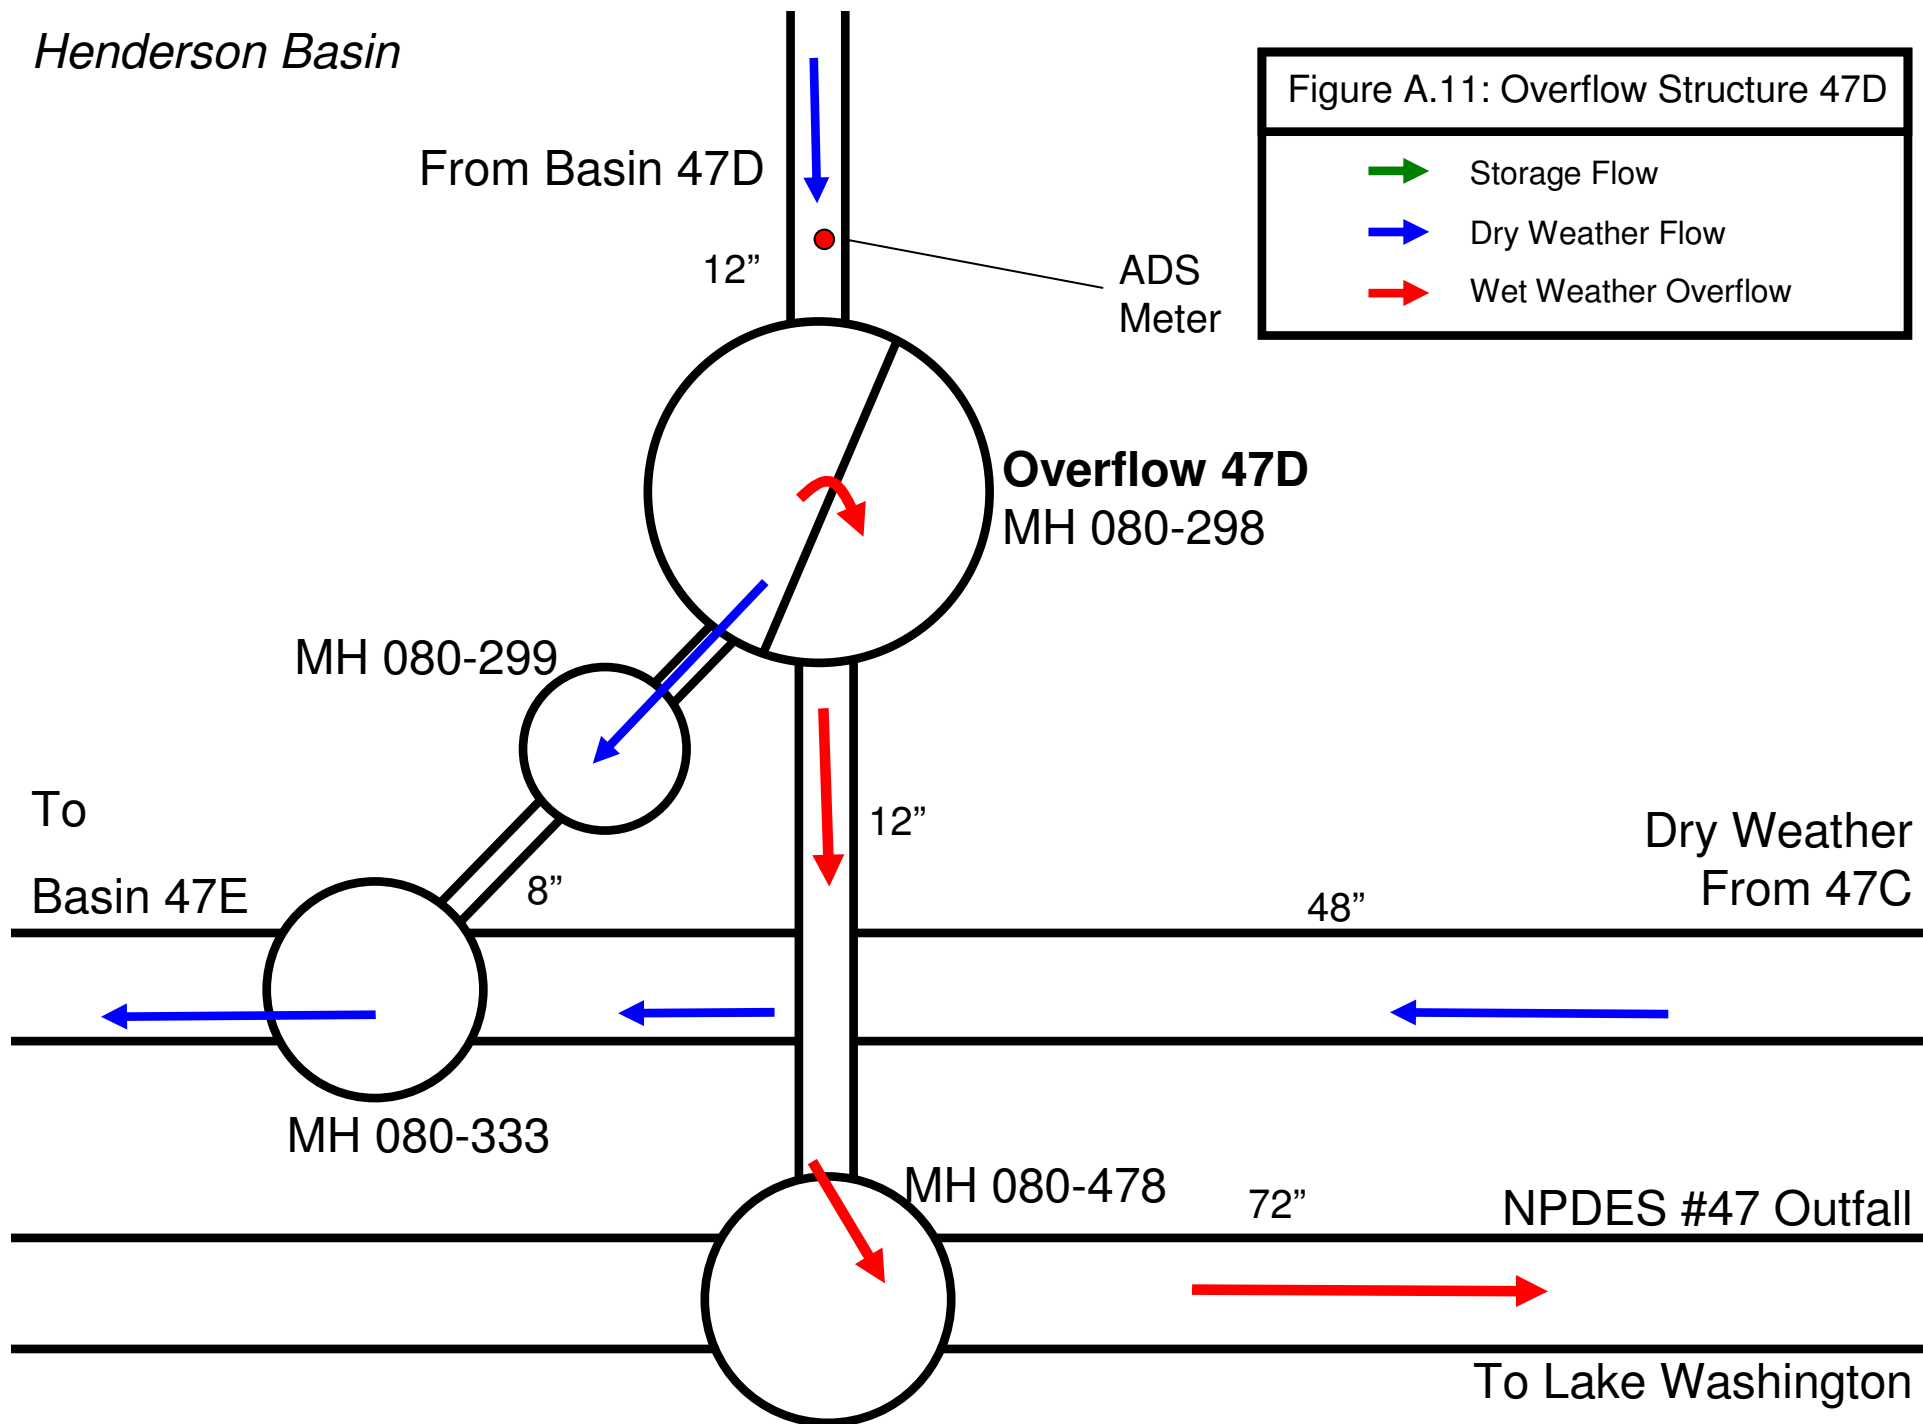 Henderson Basin
Figure A.11: Overflow Structure 47D
Storage Flow
Dry Weather Flow
Wet Weather Overflow
From Basin 47D
12”
ADS
Meter
Overflow 47D
MH 080-298
MH 080-299
To
Basin 47E
8”
12”
48”
Dry Weather
From 47C
MH 080-333
MH 080-478
72”
NPDES #47 Outfall
To Lake Washington